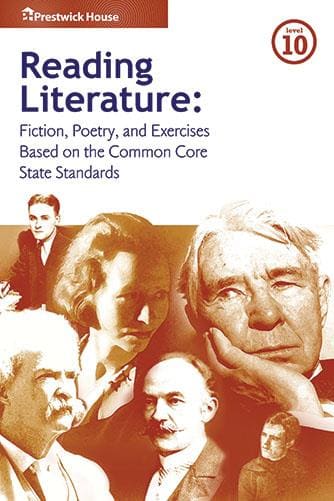 Prestwick House
level
10
Reading
Literature:
Fiction, Poetry, and Exercises
Based on the Common Core
State Standards